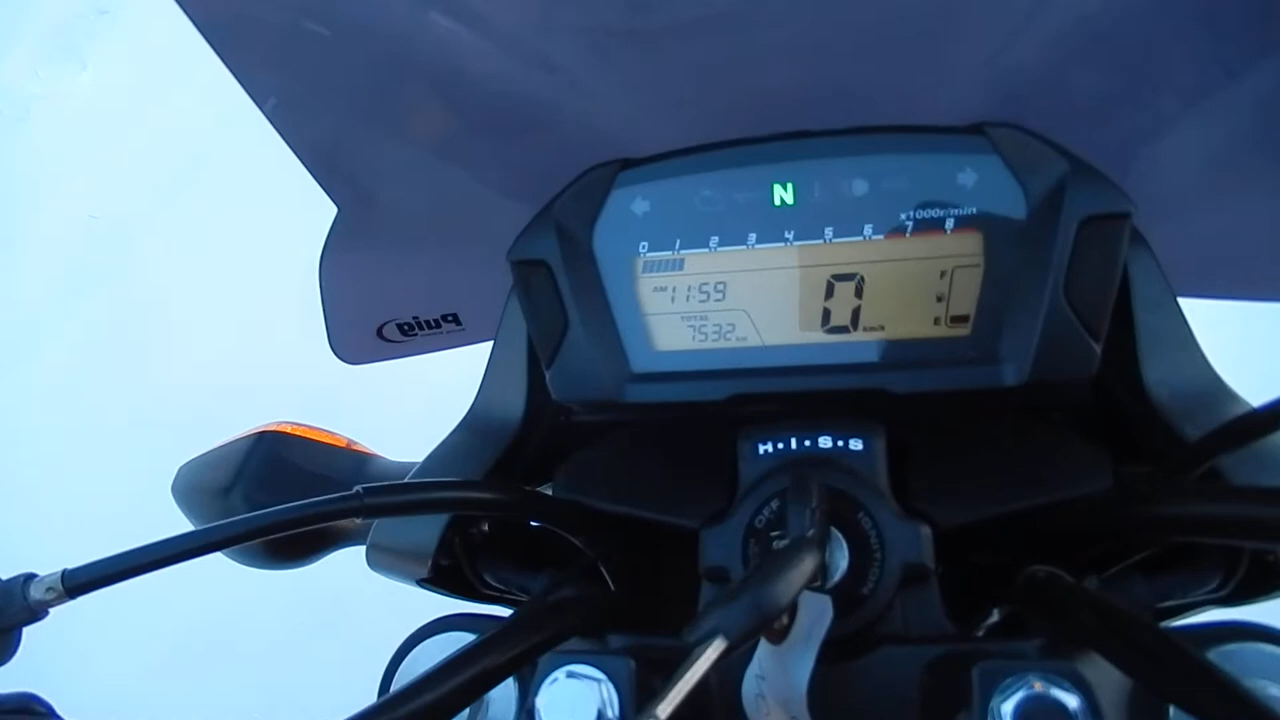 N
x1000r/min
0 1 2 3 4 5 6 7 8
AM 11:59
0 km/h
F
E
TOTAL
7532 km
Puig
H·I·S·S
OFF
IGNITION